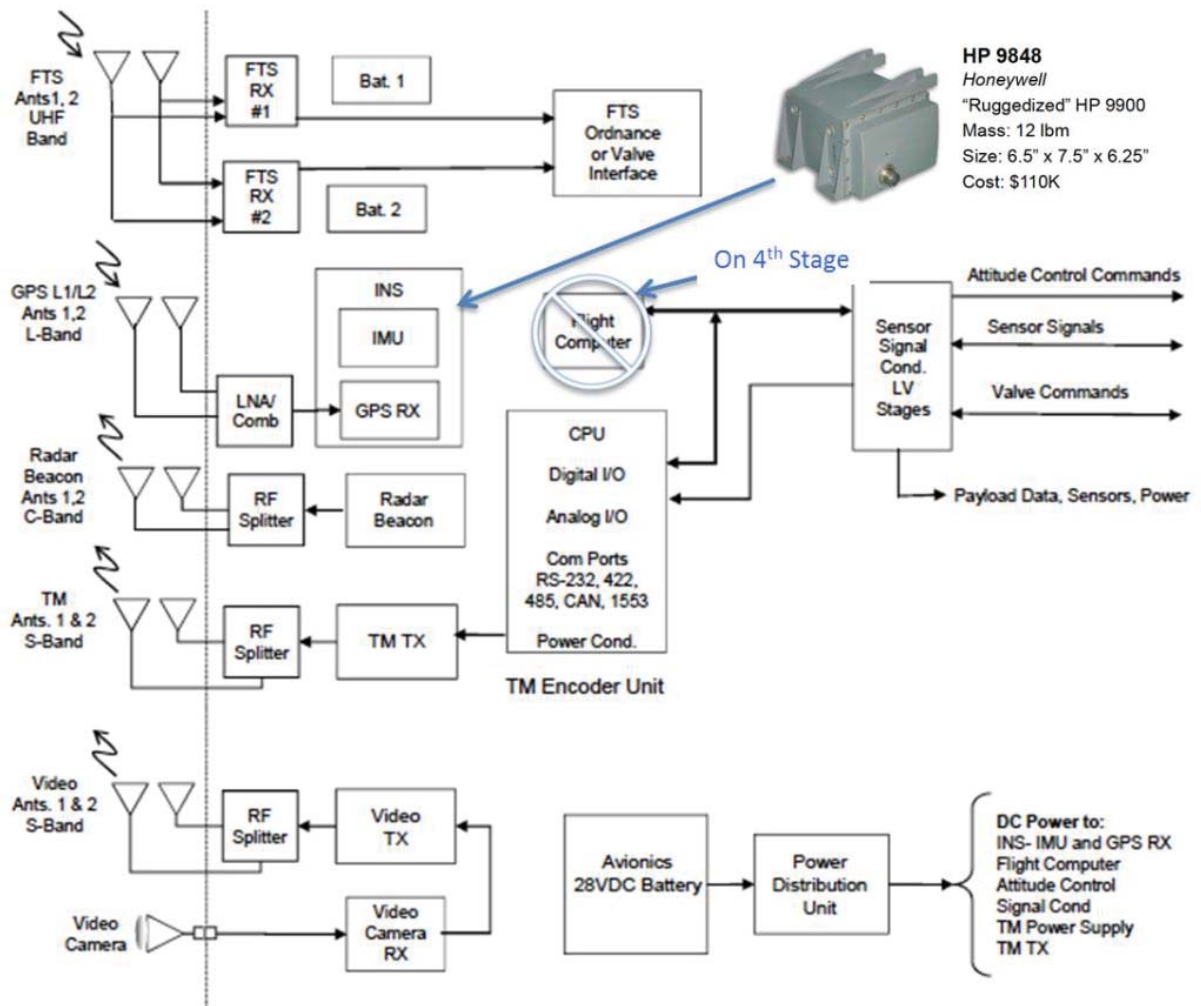 FTS
Ants1, 2
UHF
Band
FTS
RX
#1
Bat. 1
FTS
RX
#2
Bat. 2
FTS
Ordnance
or Valve
Interface
HP 9848
Honeywell
“Ruggedized” HP 9900
Mass: 12 lbm
Size: 6.5” x 7.5” x 6.25”
Cost: $110K
On 4th Stage
GPS L1/L2
Ants 1,2
L-Band
LNA/
Comb
INS
IMU
GPS RX
Flight
Computer
Sensor
Signal
Cond.
LV
Stages
Attitude Control Commands
Sensor Signals
Valve Commands
Payload Data, Sensors, Power
Radar
Beacon
Ants 1,2
C-Band
RF
Splitter
Radar
Beacon
CPU
Digital I/O
Analog I/O
Com Ports
RS-232, 422,
485, CAN, 1553
Power Cond.
TM Encoder Unit
TM
Ants. 1 & 2
S-Band
RF
Splitter
TM TX
Video
Ants. 1 & 2
S-Band
RF
Splitter
Video
TX
Video
Camera
Video
Camera
RX
Avionics
28VDC Battery
Power
Distribution
Unit
DC Power to:
INS- IMU and GPS RX
Flight Computer
Attitude Control
Signal Cond
TM Power Supply
TM TX